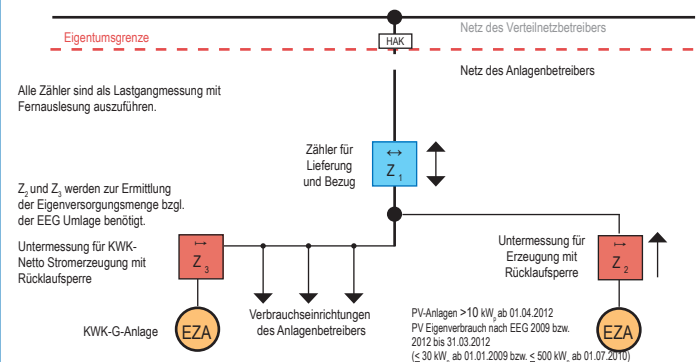 Netz des Verteilnetzbetreibers
Eigentumsgrenze
HAK
Netz des Anlagenbetreibers
Alle Zähler sind als Lastgangmessung mit
Fernauslesung auszuführen.
Zähler für
Lieferung
und Bezug
↔
Z 1
Z2 und Z3 werden zur Ermittlung
der Eigenversorgungsmenge bzgl.
der EEG Umlage benötigt.
Untermessung für KWK-
Netto Stromerzeugung mit
Rücklaufsperre
Z 3
Untermessung für
Erzeugung mit
Rücklaufsperre
Z 2
Verbrauchseinrichtungen
des Anlagenbetreibers
KWK-G-Anlage
EZA
PV-Anlagen >10 kWp ab 01.04.2012
PV Eigenverbrauch nach EEG 2009 bzw.
2012 bis 31.03.2012
(≤ 30 kWp ab 01.01.2009 bzw. ≤ 500 kWp ab 01.07.2010)
EZA